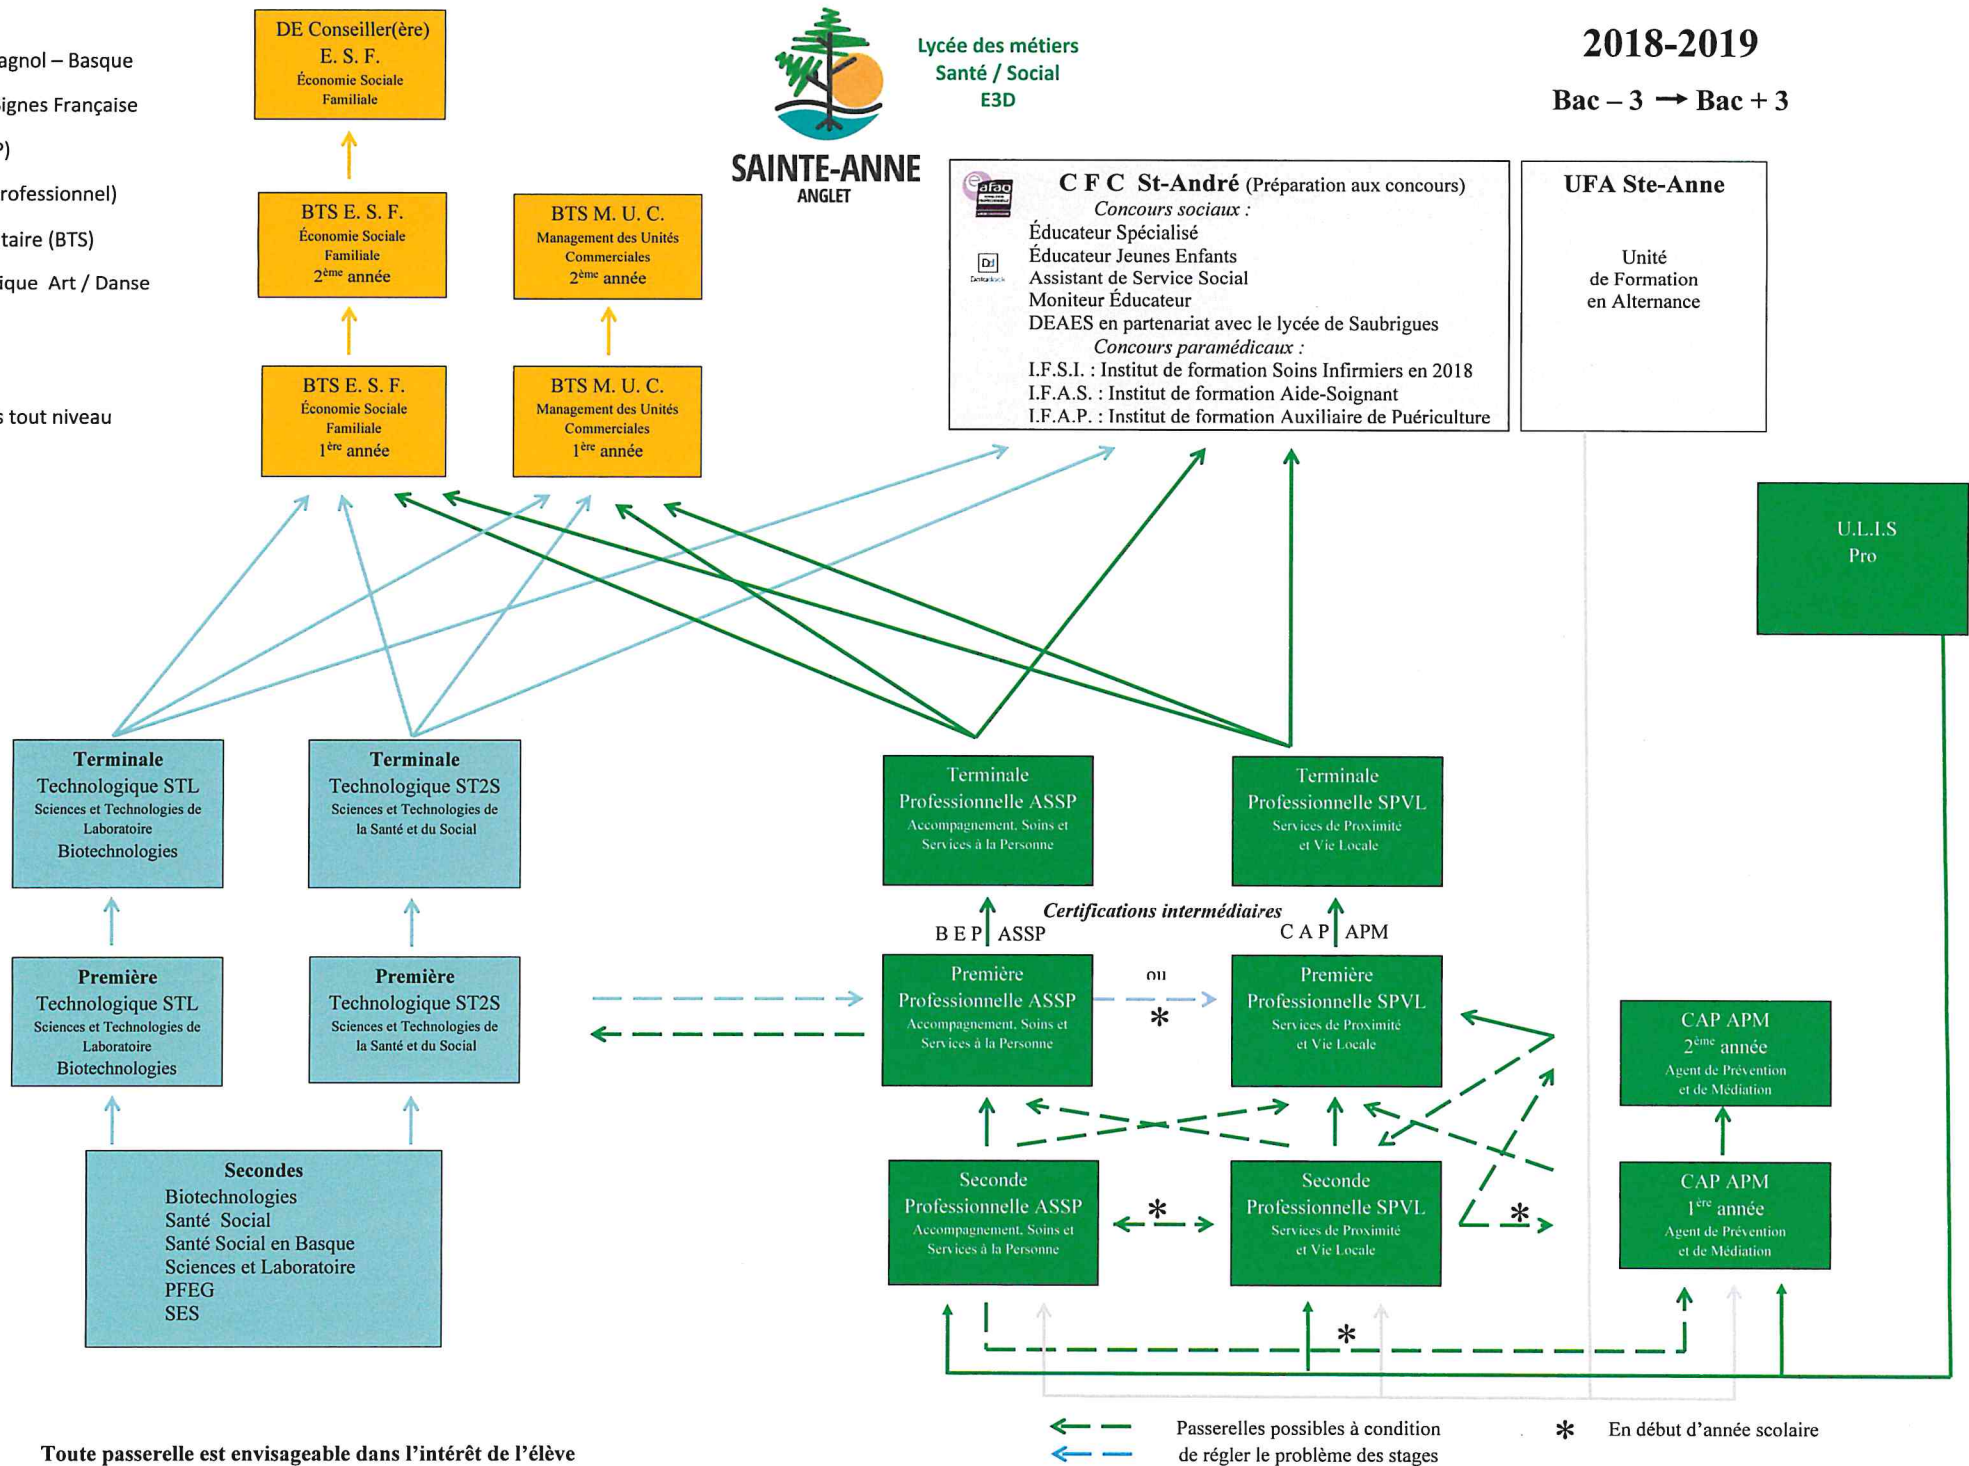 agnol – Basque
Signes Française
P)
rofessionnel)
taire (BTS)
ique Art / Danse
s tout niveau
DE Conseiller(ère)
E. S. F.
Économie Sociale
Familiale
BTS E. S. F.
Économie Sociale
Familiale
2ème année
BTS M. U. C.
Management des Unités
Commerciales
2ème année
BTS E. S. F.
Économie Sociale
Familiale
1ère année
BTS M. U. C.
Management des Unités
Commerciales
1ère année
Lycée des métiers
Santé / Social
E3D
SAINTE-ANNE
ANGLET
2018-2019
Bac – 3 → Bac + 3
afaq
C F C St-André (Préparation aux concours)
Concours sociaux :
Éducateur Spécialisé
Éducateur Jeunes Enfants
Assistant de Service Social
Moniteur Éducateur
DEAES en partenariat avec le lycée de Saubrigues
Concours paramédicaux :
I.F.S.I. : Institut de formation Soins Infirmiers en 2018
I.F.A.S. : Institut de formation Aide-Soignant
I.F.A.P. : Institut de formation Auxiliaire de Puériculture
UFA Ste-Anne
Unité
de Formation
en Alternance
U.L.I.S
Pro
Terminale
Technologique STL
Sciences et Technologies de
Laboratoire
Biotechnologies
Terminale
Technologique ST2S
Sciences et Technologies de
la Santé et du Social
Terminale
Professionnelle ASSP
Accompagnement, Soins et
Services à la Personne
Terminale
Professionnelle SPVL
Services de Proximité
et Vie Locale
Certifications intermédiaires
B E P ASSP
C A P APM
Première
Technologique STL
Sciences et Technologies de
Laboratoire
Biotechnologies
Première
Technologique ST2S
Sciences et Technologies de
la Santé et du Social
Première
Professionnelle ASSP
Accompagnement, Soins et
Services à la Personne
ou
*
Première
Professionnelle SPVL
Services de Proximité
et Vie Locale
CAP APM
2ème année
Agent de Prévention
et de Médiation
Secondes
Biotechnologies
Santé Social
Santé Social en Basque
Sciences et Laboratoire
PFEG
SES
Seconde
Professionnelle ASSP
Accompagnement, Soins et
Services à la Personne
*
Seconde
Professionnelle SPVL
Services de Proximité
et Vie Locale
*
CAP APM
1ère année
Agent de Prévention
et de Médiation
*
Passerelles possibles à condition
de régler le problème des stages
* En début d'année scolaire
Toute passerelle est envisageable dans l'intérêt de l'élève